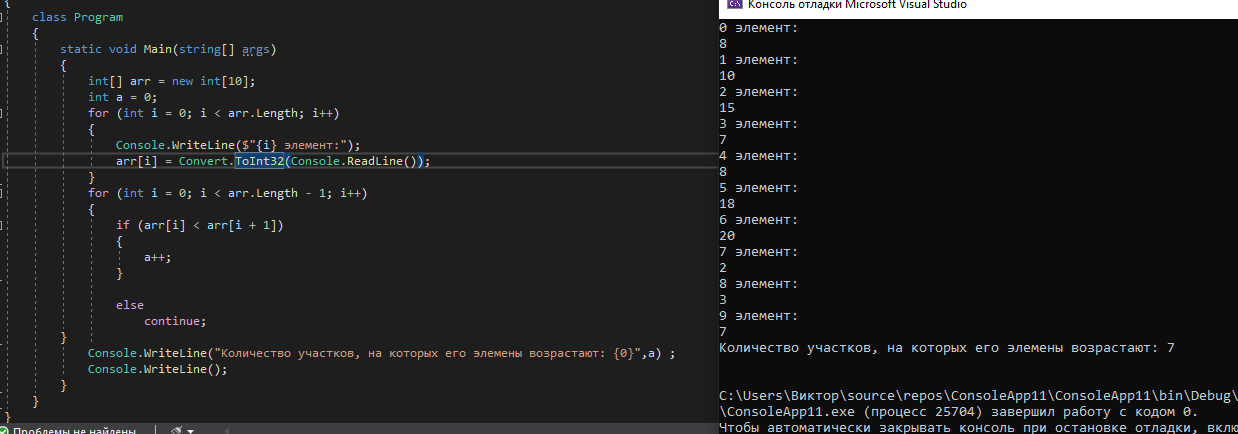 {
class Program
{
static void Main(string[] args)
{
int[] arr = new int[10];
int a = 0;
for (int i = 0; i < arr.Length; i++)
{
Console.WriteLine($"{i} элемент:");
arr[i] = Convert.ToInt32(Console.ReadLine());
}
for (int i = 0; i < arr.Length - 1; i++)
{
if (arr[i] < arr[i + 1])
{
a++;
}
else
continue;
}
Console.WriteLine("Количество участков, на которых его элемены возрастают: {0}",a) ;
Console.WriteLine();
}
}
}
Проблемы не найдены
Консоль отладки Microsoft Visual Studio
0 элемент:
8
1 элемент:
10
2 элемент:
15
3 элемент:
7
4 элемент:
8
5 элемент:
18
6 элемент:
20
7 элемент:
2
8 элемент:
3
9 элемент:
7
Количество участков, на которых его элемены возрастают: 7
C:\Users\Виктор\source\repos\ConsoleApp11\ConsoleApp11\bin\Debug\
\ConsoleApp11.exe (процесс 25704) завершил работу с кодом 0.
Чтобы автоматически закрывать консоль при остановке отладки, вклю